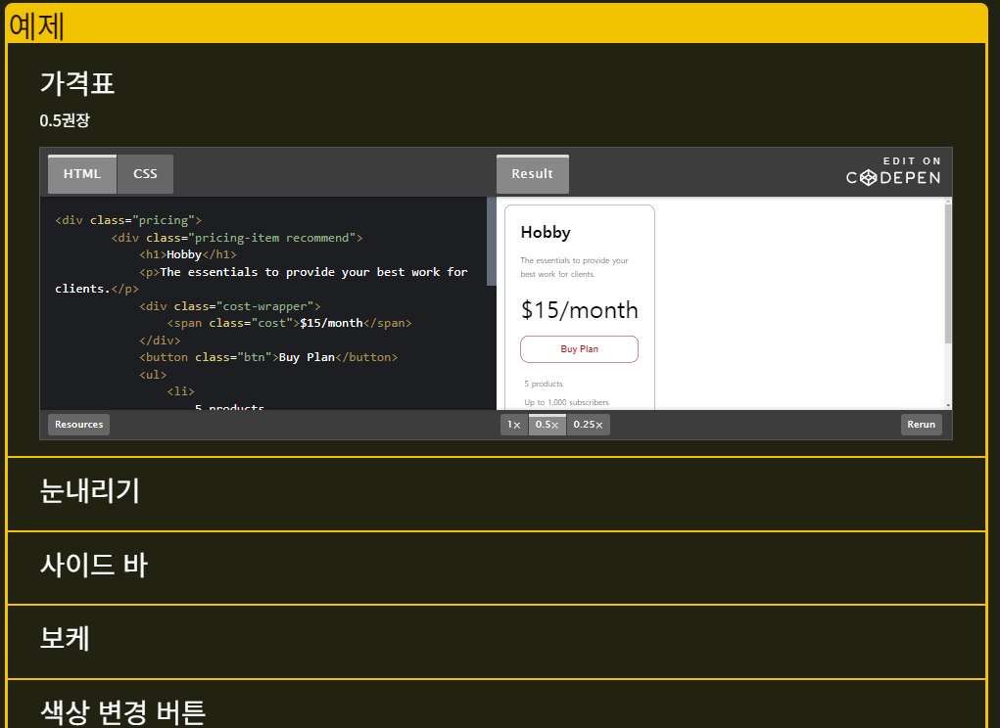 예제
가격표
0.5권장
HTML CSS
Result
EDIT ON
CODEPEN
<div class="pricing">
<div class="pricing-item recommend">
<h1>Hobby</h1>
<p>The essentials to provide your best work for
clients.</p>
<div class="cost-wrapper">
<span class="cost">$15/month</span>
</div>
<button class="btn">Buy Plan</button>
<ul>
<li>
5 products
Hobby
The essentials to provide your
best work for clients.
$15/month
Buy Plan
5 products
Up to 1,000 subscribers
Resources
1× 0.5× 0.25×
Rerun
눈내리기
사이드 바
보케
색상 변경 버튼